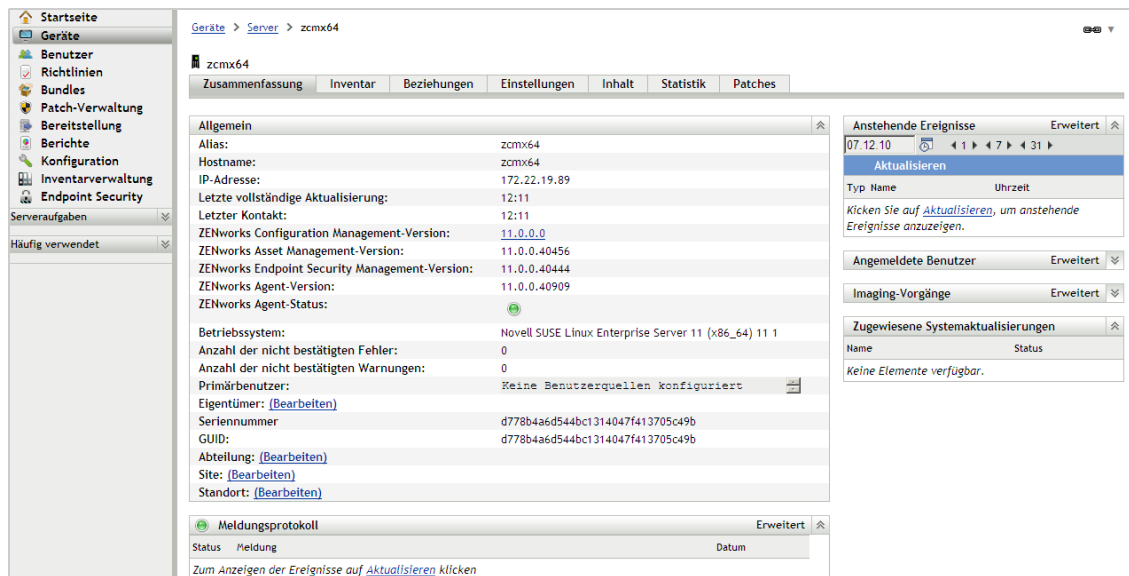 Startseite
Geräte
Benutzer
Richtlinien
Bundles
Patch-Verwaltung
Bereitstellung
Berichte
Konfiguration
Inventarverwaltung
Endpoint Security
Serveraufgaben
Häufig verwendet
Geräte > Server > zcmx64
zcmx64
Zusammenfassung Inventar Beziehungen Einstellungen Inhalt Statistik Patches
Allgemein
Alias: zcmx64
Hostname: zcmx64
IP-Adresse: 172.22.19.89
Letzte vollständige Aktualisierung: 12:11
Letzter Kontakt: 12:11
ZENworks Configuration Management-Version: 11.0.0.0
ZENworks Asset Management-Version: 11.0.0.40456
ZENworks Endpoint Security Management-Version: 11.0.0.40444
ZENworks Agent-Version: 11.0.0.40909
ZENworks Agent-Status:
Betriebssystem: Novell SUSE Linux Enterprise Server 11 (x86_64) 11 1
Anzahl der nicht bestätigten Fehler: 0
Anzahl der nicht bestätigten Warnungen: 0
Primärbenutzer: Keine Benutzerquellen konfiguriert
Eigentümer: (Bearbeiten)
Seriennummer d778b4a6d544bc1314047f413705c49b
GUID: d778b4a6d544bc1314047f413705c49b
Abteilung: (Bearbeiten)
Site: (Bearbeiten)
Standort: (Bearbeiten)
Meldungsprotokoll Erweitert
Status Meldung Datum
Zum Anzeigen der Ereignisse auf Aktualisieren klicken
Anstehende Ereignisse Erweitert
07.12.10 1 7 31
Aktualisieren
Typ Name Uhrzeit
Kicken Sie auf Aktualisieren, um anstehende
Ereignisse anzuzeigen.
Angemeldete Benutzer Erweitert
Imaging-Vorgänge Erweitert
Zugewiesene Systemaktualisierungen
Name Status
Keine Elemente verfügbar.